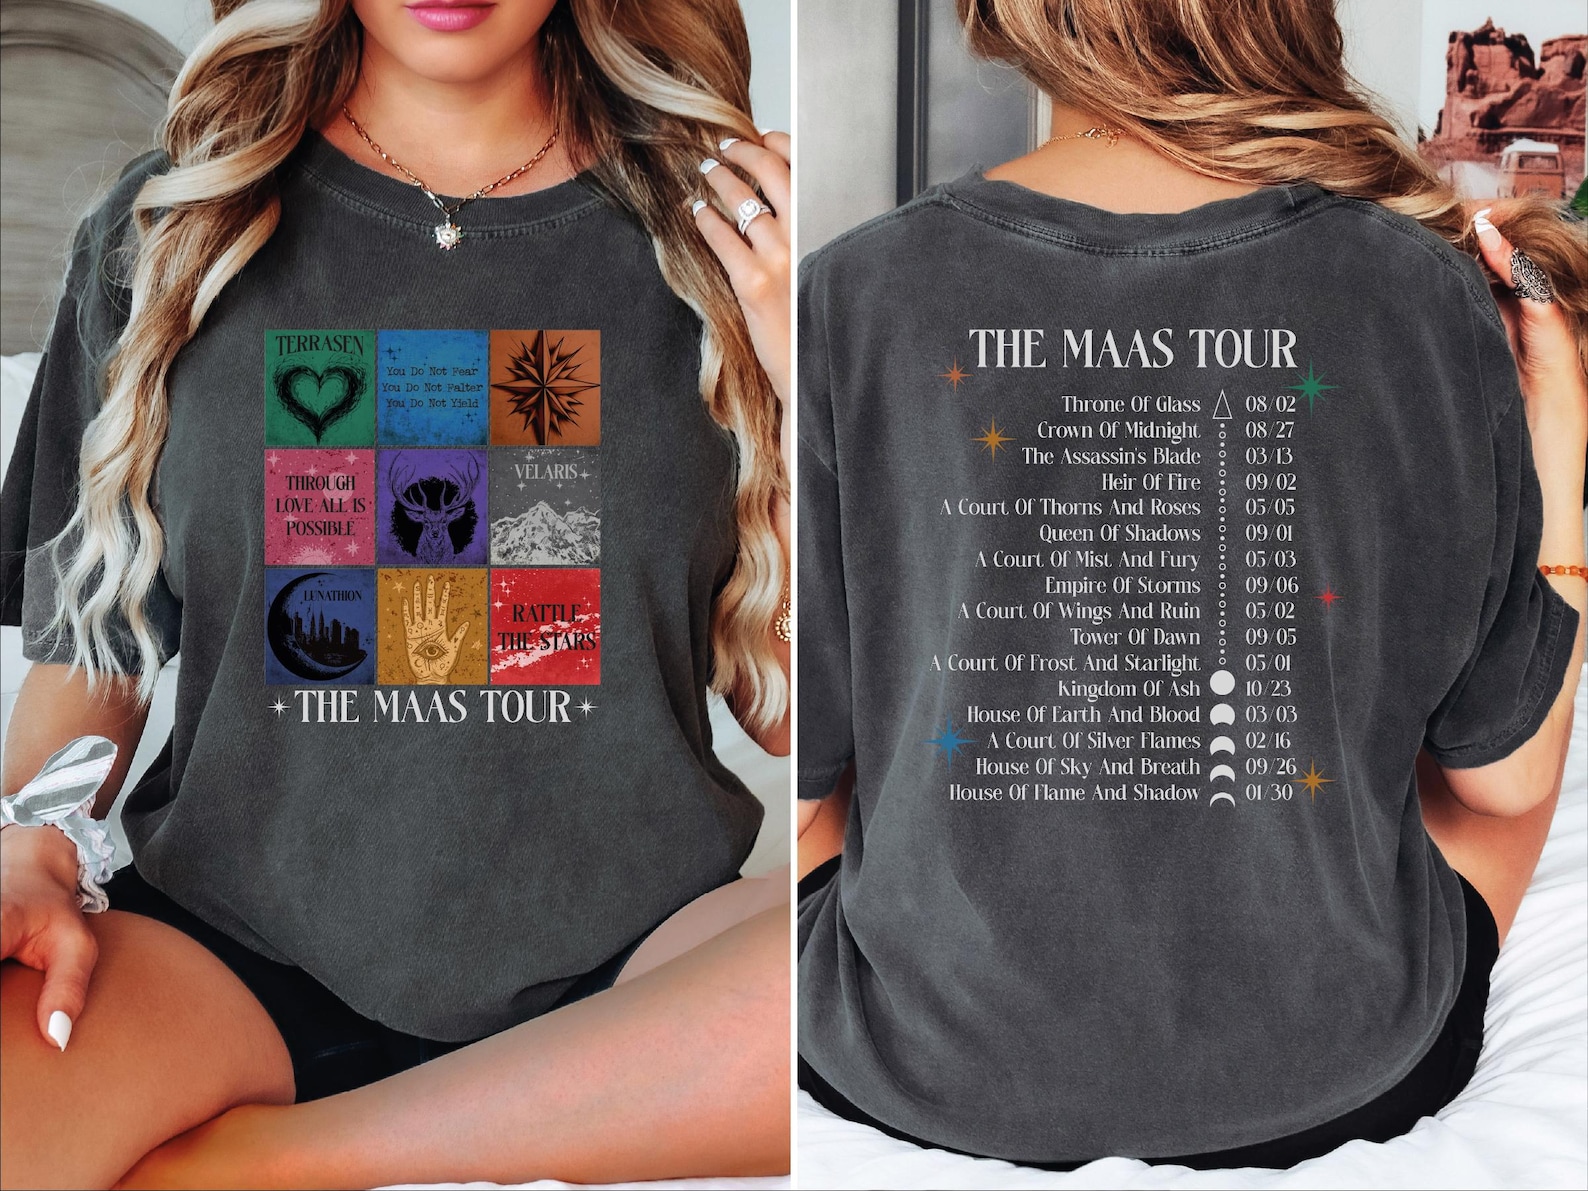 TERRASEN
You Do Not Fear
You Do Not Falter
You Do Not Yield
THROUGH
LOVE ALL IS
POSSIBLE
VELARIS
LUNATHION
RATTLE
THE STARS
THE MAAS TOUR
THE MAAS TOUR
Throne Of Glass 08/02
Crown Of Midnight 08/27
The Assassin's Blade 03/13
Heir Of Fire 09/02
A Court Of Thorns And Roses 05/05
Queen Of Shadows 09/01
A Court Of Mist And Fury 05/03
Empire Of Storms 09/06
A Court Of Wings And Ruin 05/02
Tower Of Dawn 09/05
A Court Of Frost And Starlight 05/01
Kingdom Of Ash 10/23
House Of Earth And Blood 03/03
A Court Of Silver Flames 02/16
House Of Sky And Breath 09/26
House Of Flame And Shadow 01/30